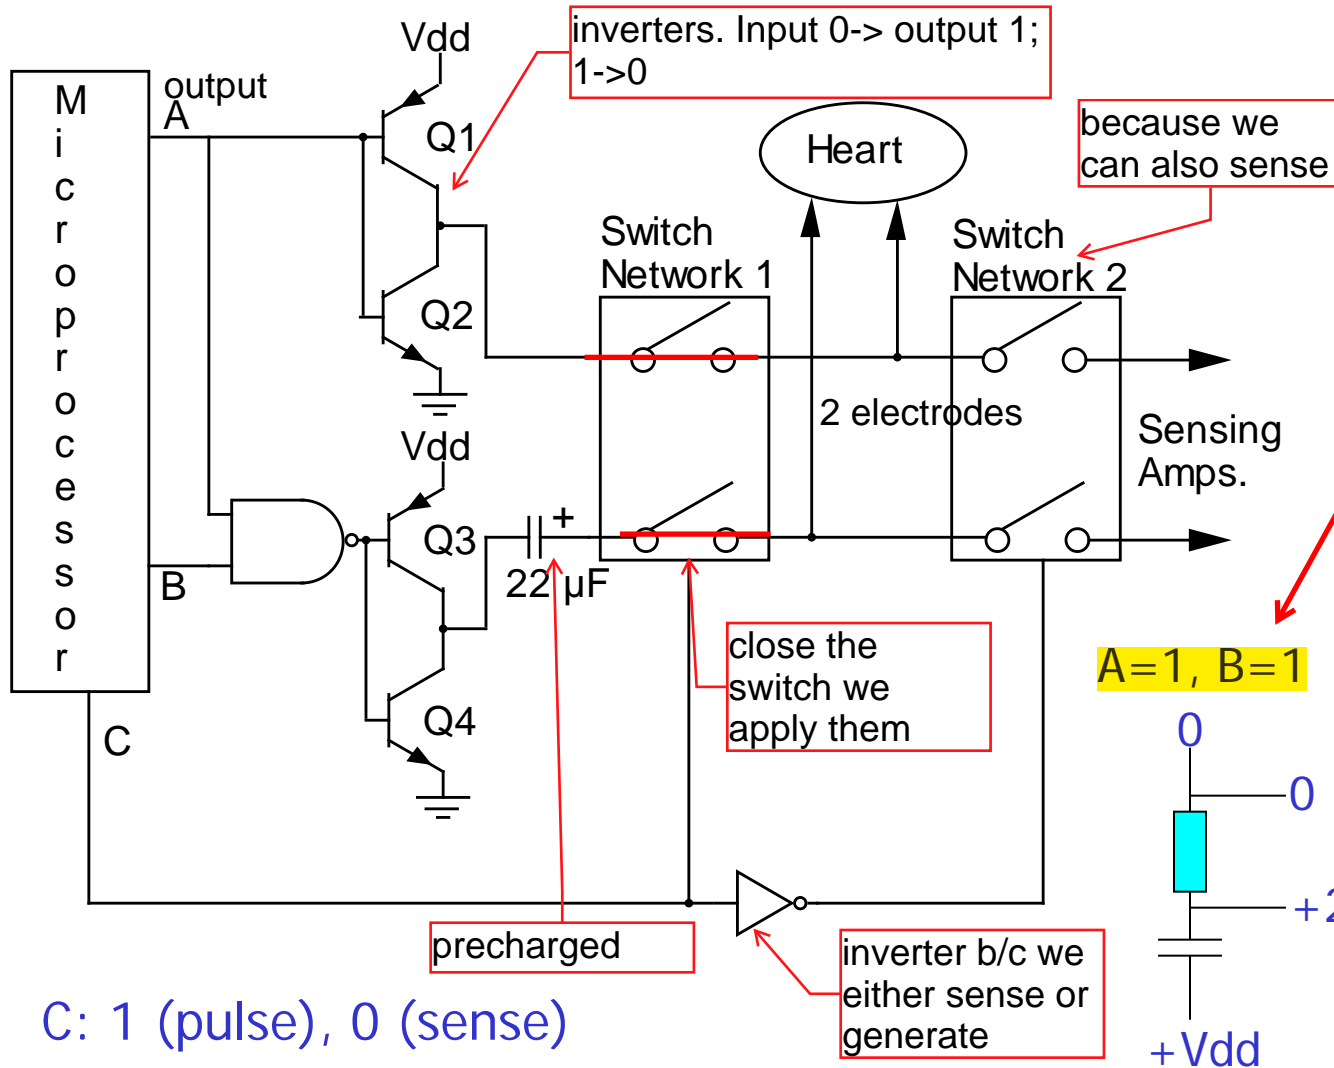 inverters. Input 0-> output 1;
1->0
Vdd
Microprocessor
output
A
Q1
Heart
because we
can also sense
Switch
Network 1
Switch
Network 2
Q2
2 electrodes
Sensing
Amps.
Vdd
Q3
+
22 µF
B
close the
switch we
apply them
A=1, B=1
Q4
C
0
0
+2
precharged
inverter b/c we
either sense or
generate
C: 1 (pulse), 0 (sense)
+Vdd